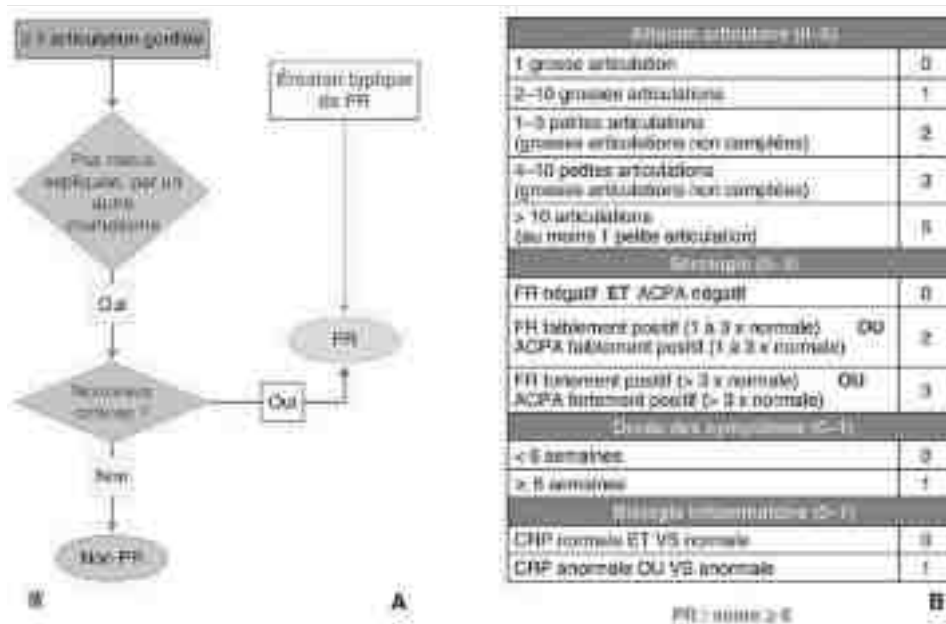 ≥ 1 articulation gonflée
Érosion typique
de PR
Pas mieux
expliquée par un
autre
Oui
PR
Oui
Non
Non-PR
A
Atteinte articulaire (0-5)
1 grosse articulation 0
2–10 grosses articulations 1
1–3 petites articulations
(grosses articulations non comptées) 2
4–10 petites articulations
(grosses articulations non comptées) 3
> 10 articulations
(au moins 1 petite articulation) 5
Sérologie (0-3)
FR négatif ET ACPA négatif 0
FR faiblement positif (1 à 3 x normale) OU
ACPA faiblement positif (1 à 3 x normale) 2
FR fortement positif (> 3 x normale) OU
ACPA fortement positif (> 3 x normale) 3
Durée des symptômes (0-1)
< 6 semaines 0
≥ 6 semaines 1
Biologie inflammatoire (0-1)
CRP normale ET VS normale 0
CRP anormale OU VS anormale 1
PR : score ≥ 6
B